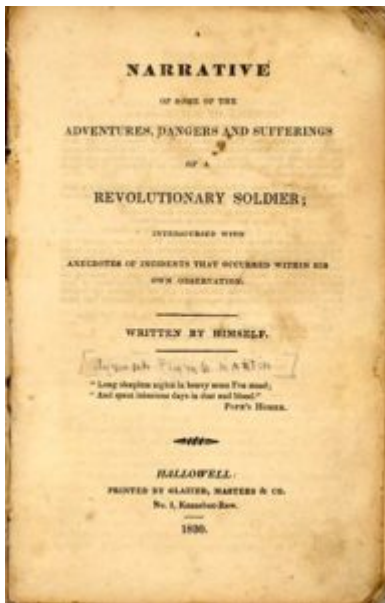 A
NARRATIVE
OF SOME OF THE
ADVENTURES, DANGERS AND SUFFERINGS
OF A
REVOLUTIONARY SOLDIER;
INTERSPERSED WITH
ANECDOTES OF INCIDENTS THAT OCCURRED WITHIN HIS
OWN OBSERVATION.
WRITTEN BY HIMSELF.
[Plumb MARTIN]
"Long sleepless nights in heavy arms I've stood;
"And spent laborious days in dust and blood."
POPE'S HOMER.
HALLOWELL:
PRINTED BY GLAZIER, MASTERS & CO.
No. 1, Kennebec-Row.
1830.